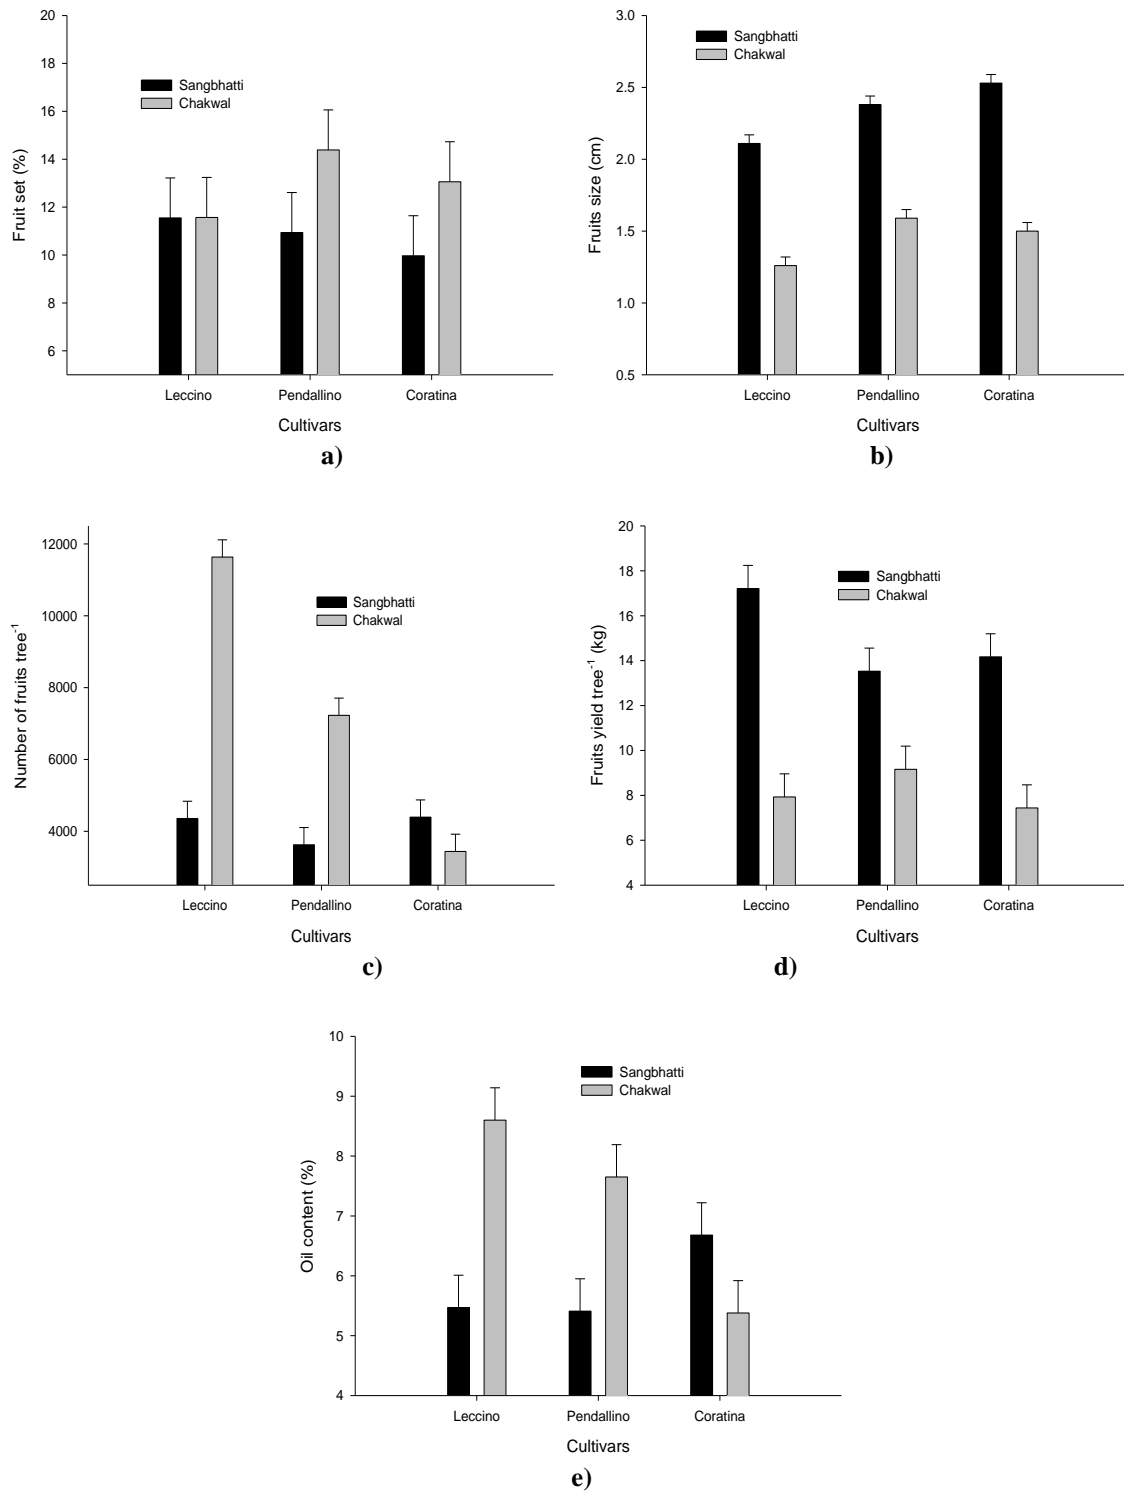 20
18
16
14
12
10
8
6
Fruit set (%)
Sangbhatti
Chakwal
Leccino Pendallino Coratina
Cultivars
a)
3.0
2.5
2.0
1.5
1.0
0.5
Fruits size (cm)
Sangbhatti
Chakwal
Leccino Pendallino Coratina
Cultivars
b)
12000
10000
8000
6000
4000
Number of fruits tree⁻¹
Sangbhatti
Chakwal
Leccino Pendallino Coratina
Cultivars
c)
20
18
16
14
12
10
8
6
4
Fruits yield tree⁻¹ (kg)
Sangbhatti
Chakwal
Leccino Pendallino Coratina
Cultivars
d)
10
9
8
7
6
5
4
Oil content (%)
Sangbhatti
Chakwal
Leccino Pendallino Coratina
Cultivars
e)